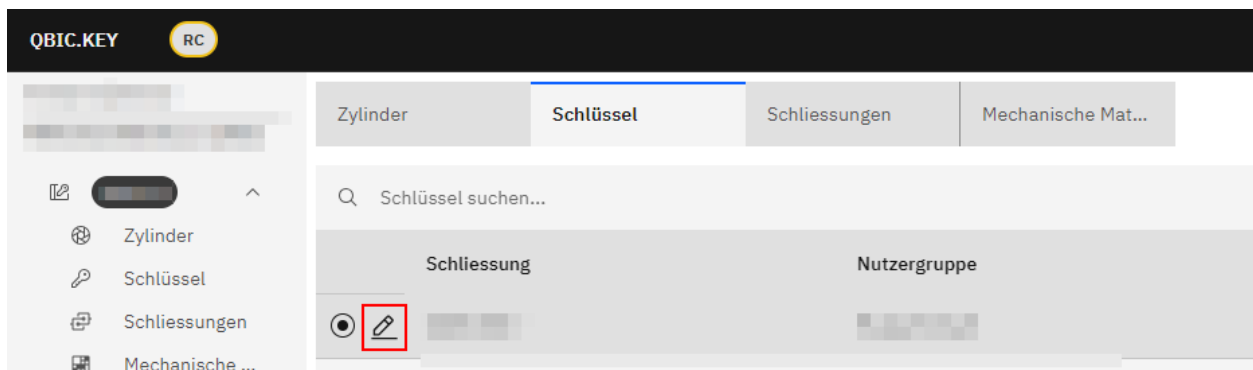 QBIC.KEY RC
Zylinder Schlüssel Schliessungen Mechanische Mat...
Schlüssel suchen...
Zylinder
Schlüssel
Schliessungen
Mechanische ...
Schliessung Nutzergruppe